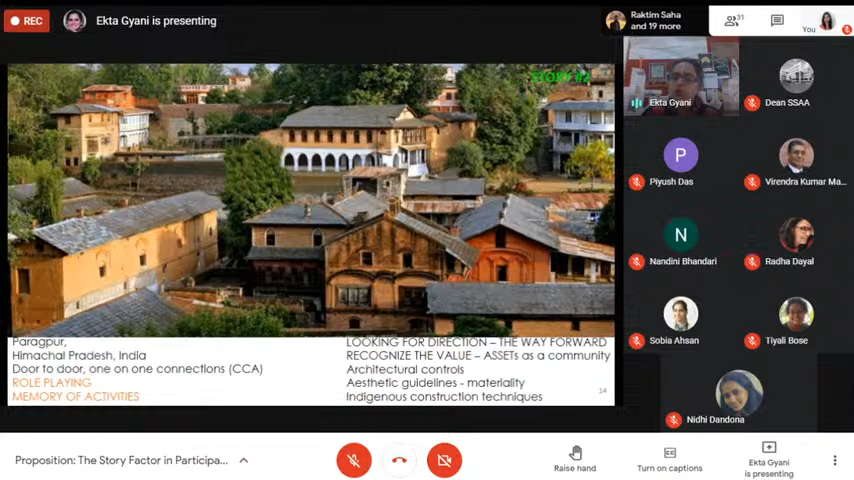 REC
Ekta Gyani is presenting
Raktim Saha
and 19 more
31
You
STORY #2
Ekta Gyani
Dean SSAA
P
Piyush Das
Virendra Kumar Ma...
N
Nandini Bhandari
Radha Dayal
Sobia Ahsan
Tiyali Bose
Nidhi Dandona
Paragpur,
Himachal Pradesh, India
Door to door, one on one connections (CCA)
ROLE PLAYING
MEMORY OF ACTIVITIES
LOOKING FOR DIRECTION – THE WAY FORWARD
RECOGNIZE THE VALUE – ASSETs as a community
Architectural controls
Aesthetic guidelines - materiality
Indigenous construction techniques
14
Proposition: The Story Factor in Participa...
Raise hand
Turn on captions
Ekta Gyani
is presenting